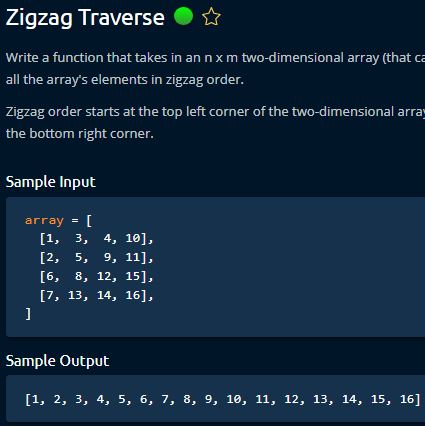 Zigzag Traverse
Write a function that takes in an n x m two-dimensional array (that
all the array's elements in zigzag order.
Zigzag order starts at the top left corner of the two-dimensional
the bottom right corner.
Sample Input
array = [
[1, 3, 4, 10],
[2, 5, 9, 11],
[6, 8, 12, 15],
[7, 13, 14, 16],
]
Sample Output
[1, 2, 3, 4, 5, 6, 7, 8, 9, 10, 11, 12, 13, 14, 15, 16]